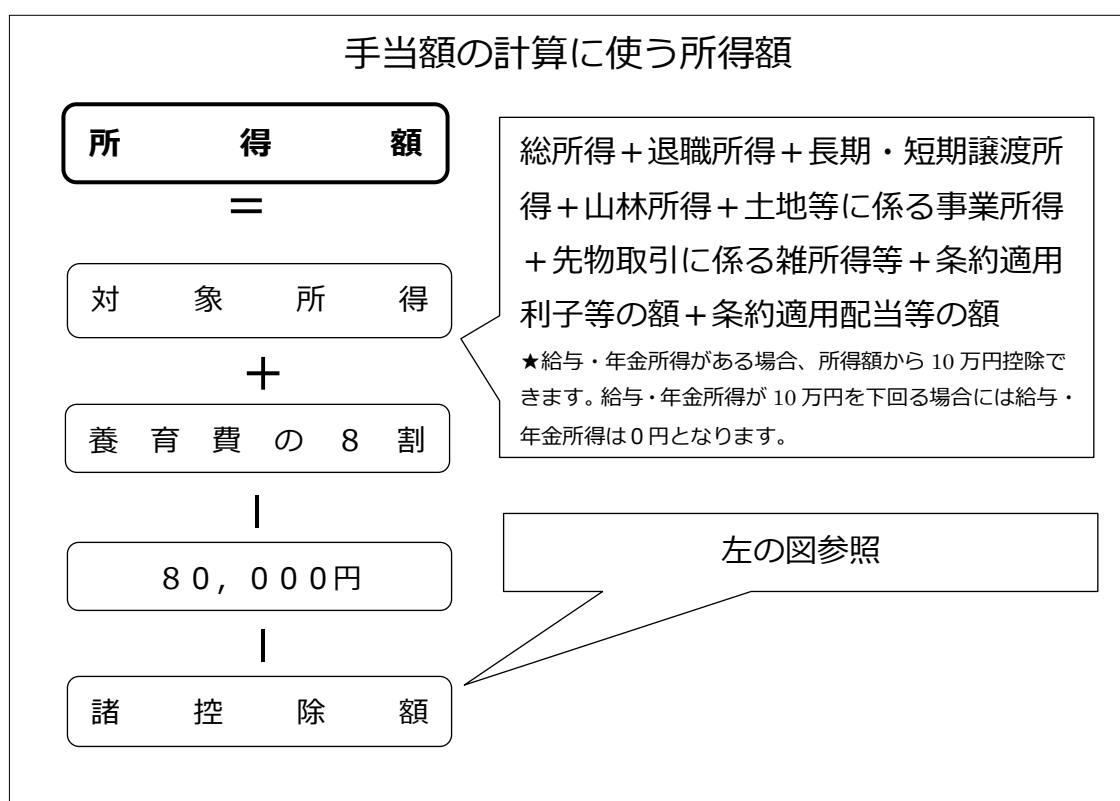 手当額の計算に使う所得額
所得額
＝
対象所得
＋
養育費の８割
－
８０，０００円
－
諸控除額
総所得＋退職所得＋長期・短期譲渡所
得＋山林所得＋土地等に係る事業所得
＋先物取引に係る雑所得等＋条約適用
利子等の額＋条約適用配当等の額
★給与・年金所得がある場合、所得額から 10 万円控除で
きます。給与・年金所得が 10 万円を下回る場合には給与・
年金所得は０円となります。
左の図参照